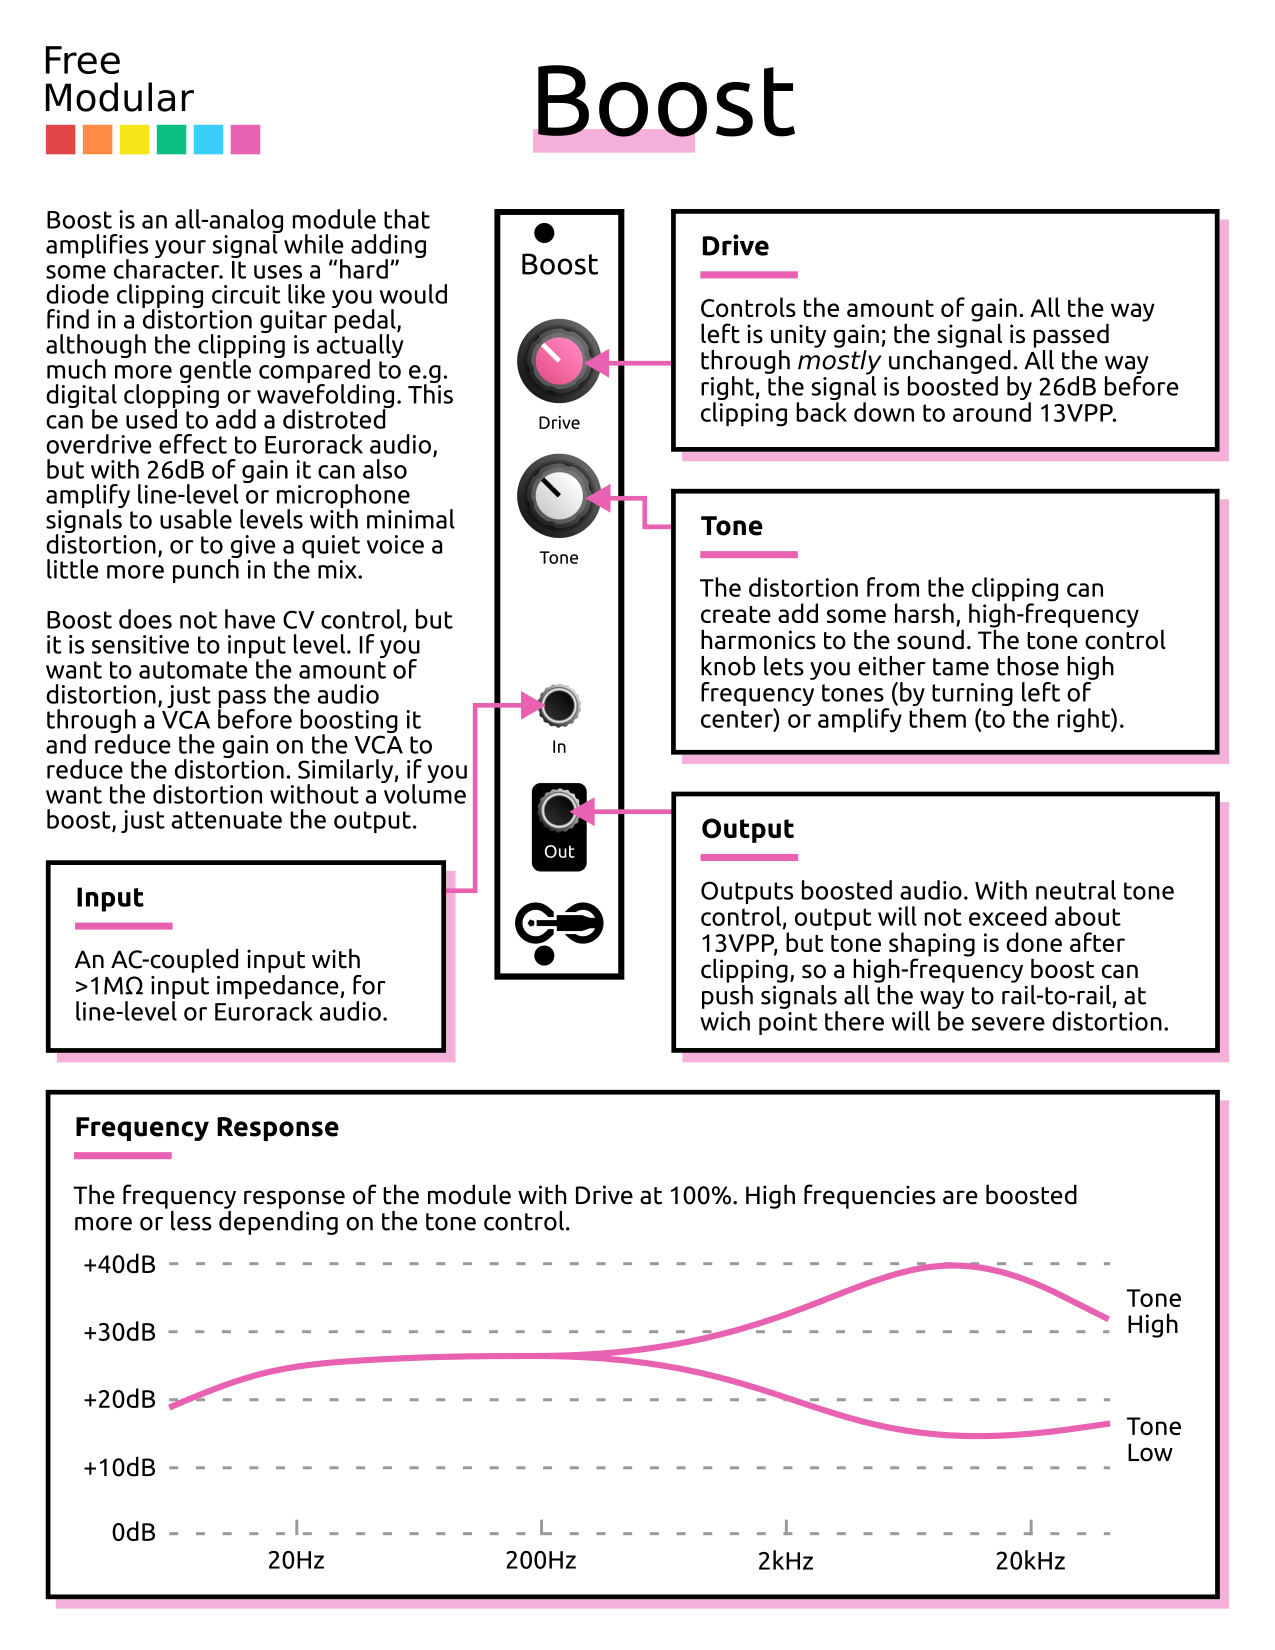 Free
Modular
Boost
Boost is an all-analog module that
amplifies your signal while adding
some character. It uses a “hard”
diode clipping circuit like you would
find in a distortion guitar pedal,
although the clipping is actually
much more gentle compared to e.g.
digital clopping or wavefolding. This
can be used to add a distroted
overdrive effect to Eurorack audio,
but with 26dB of gain it can also
amplify line-level or microphone
signals to usable levels with minimal
distortion, or to give a quiet voice a
little more punch in the mix.
Boost does not have CV control, but
it is sensitive to input level. If you
want to automate the amount of
distortion, just pass the audio
through a VCA before boosting it
and reduce the gain on the VCA to
reduce the distortion. Similarly, if you
want the distortion without a volume
boost, just attenuate the output.
Input
An AC-coupled input with
>1MΩ input impedance, for
line-level or Eurorack audio.
Boost
Drive
Tone
In
Out
Drive
Controls the amount of gain. All the way
left is unity gain; the signal is passed
through mostly unchanged. All the way
right, the signal is boosted by 26dB before
clipping back down to around 13VPP.
Tone
The distortion from the clipping can
create add some harsh, high-frequency
harmonics to the sound. The tone control
knob lets you either tame those high
frequency tones (by turning left of
center) or amplify them (to the right).
Output
Outputs boosted audio. With neutral tone
control, output will not exceed about
13VPP, but tone shaping is done after
clipping, so a high-frequency boost can
push signals all the way to rail-to-rail, at
wich point there will be severe distortion.
Frequency Response
The frequency response of the module with Drive at 100%. High frequencies are boosted
more or less depending on the tone control.
+40dB
+30dB
+20dB
+10dB
0dB
20Hz
200Hz
2kHz
20kHz
Tone
High
Tone
Low